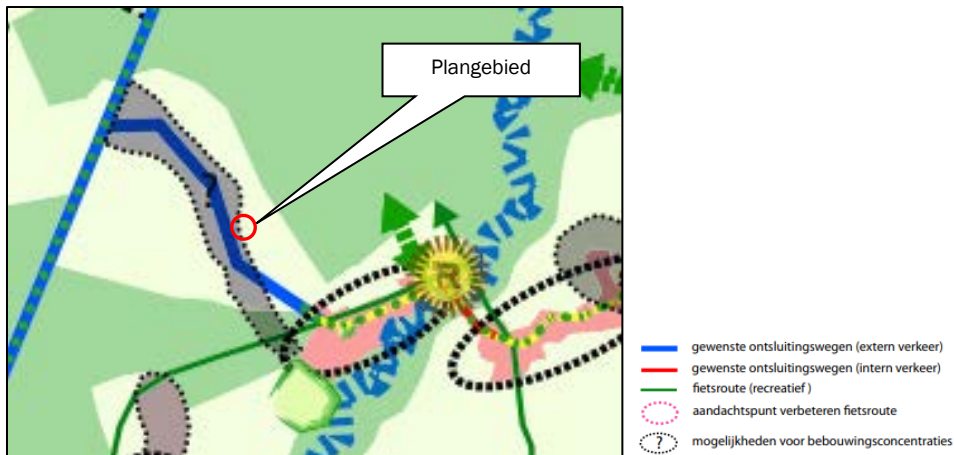 Plangebied
R
gewenste ontsluitingswegen (extern verkeer)
gewenste ontsluitingswegen (intern verkeer)
fietsroute (recreatief )
aandachtspunt verbeteren fietsroute
? mogelijkheden voor bebouwingsconcentraties